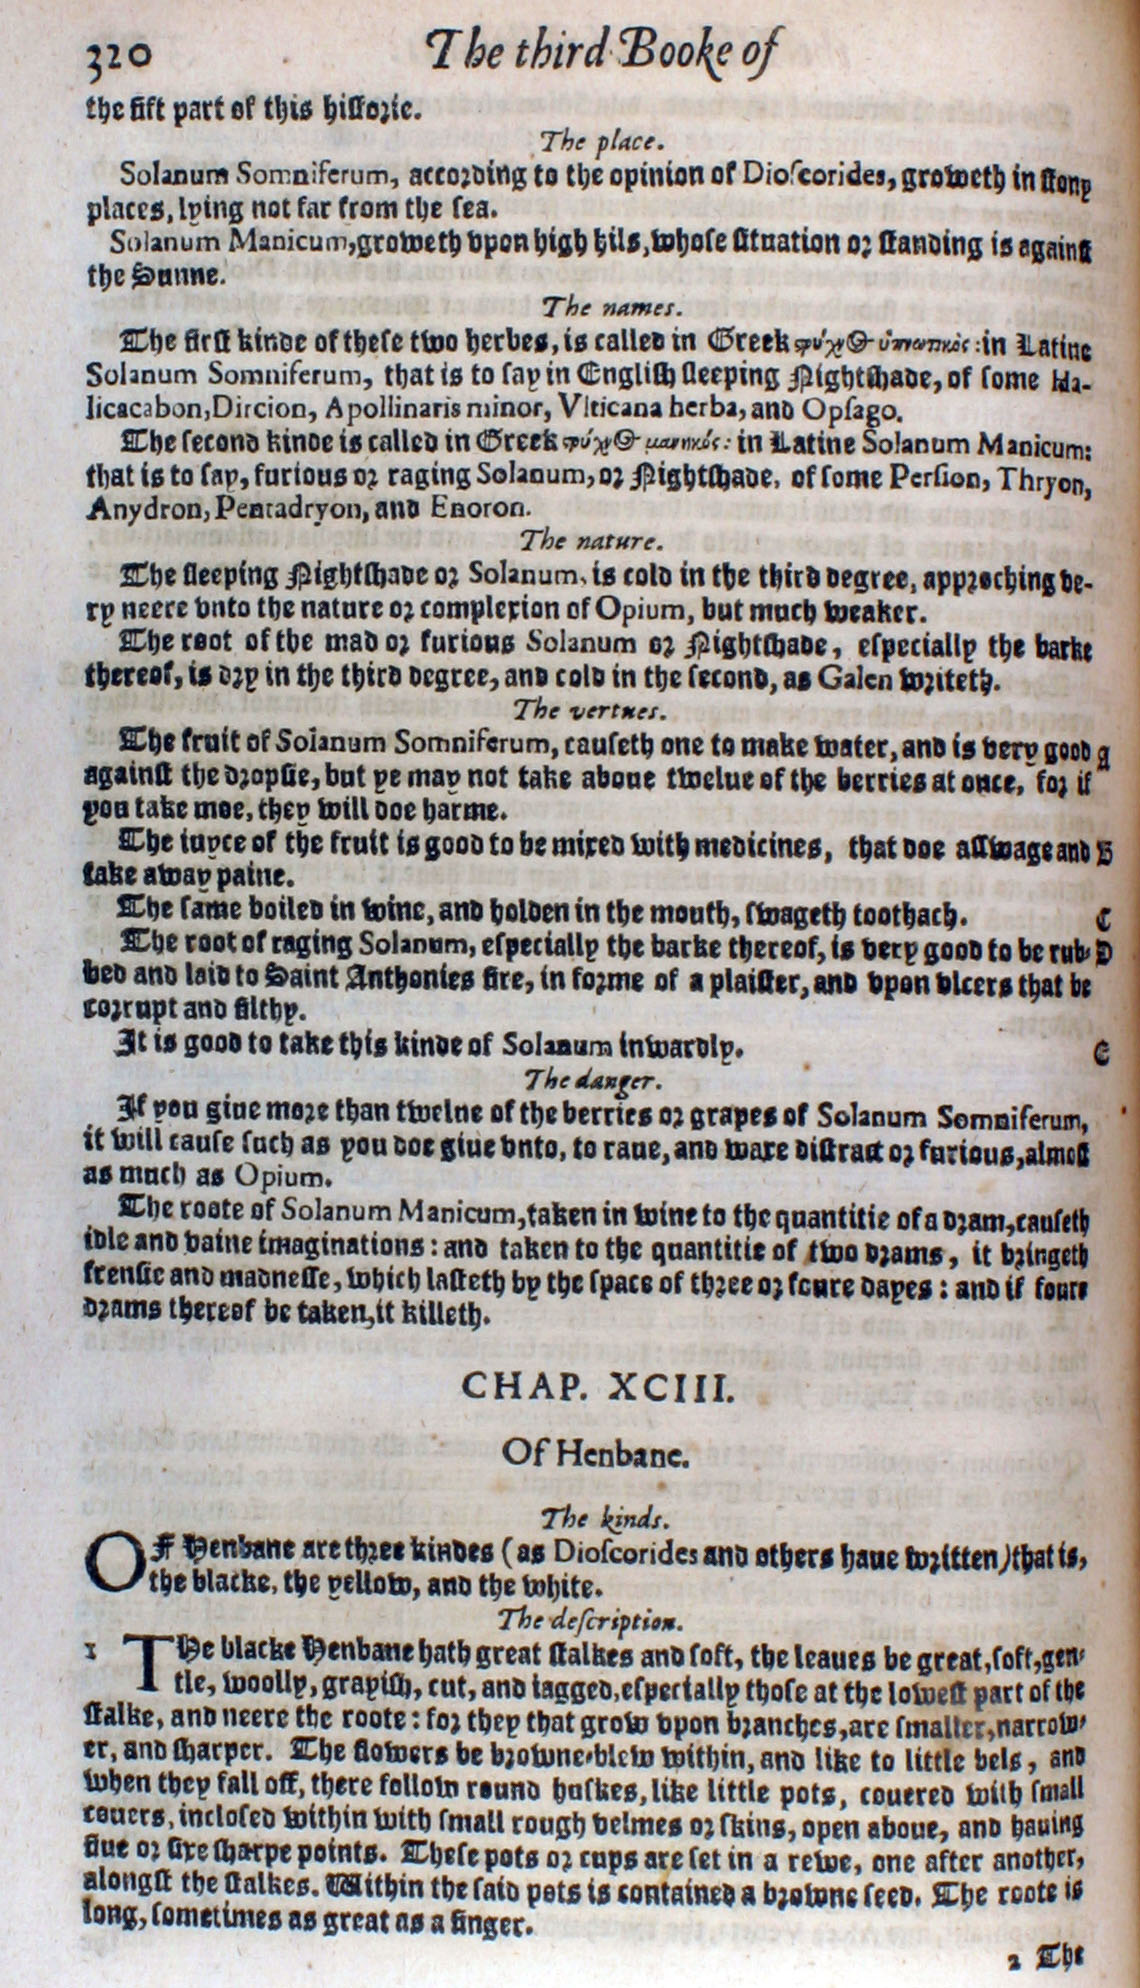 320 The third Booke of
the fift part of this historie.
The place.
Solanum Somniferum, according to the opinion of Dioscorides, groweth in stony
places, lying not far from the sea.
Solanum Manicum, groweth vpon high hils, whose situation or standing is against
the Sunne.
The names.
The first kinde of these two herbes, is called in Greek : in Latine
Solanum Somniferum, that is to say in English sleeping Nightshade, of some Ha-
licacabon, Dircion, Apollinaris minor, Vlticana herba, and Opsago.
The second kinde is called in Greek : in Latine Solanum Manicum:
that is to say, furious or raging Solanum, or Nightshade, of some Persion, Thryon,
Anydron, Pentadryon, and Enoron.
The nature.
The sleeping Nightshade or Solanum, is cold in the third degree, approching ve-
ry neere vnto the nature or complexion of Opium, but much weaker.
The root of the mad or furious Solanum or Nightshade, especially the barke
thereof, is dry in the third degree, and cold in the second, as Galen writeth.
The vertues.
The fruit of Solanum Somniferum, causeth one to make water, and is very good A
against the dropsie, but ye may not take aboue twelue of the berries at once, for if
you take moe, they will doe harme.
The iuyce of the fruit is good to be mixed with medicines, that doe asswage and B
take away paine.
The same boiled in wine, and holden in the mouth, swageth toothach. C
The root of raging Solanum, especially the barke thereof, is very good to be rub- D
bed and laid to Saint Anthonies fire, in forme of a plaister, and vpon vlcers that be
corrupt and filthy.
It is good to take this kinde of Solanum inwardly. E
The danger.
If you giue more than twelue of the berries or grapes of Solanum Somniferum,
it will cause such as you doe giue vnto, to raue, and waxe distract or furious, almost
as much as Opium.
The roote of Solanum Manicum, taken in wine to the quantitie of a dram, causeth
idle and vaine imaginations: and taken to the quantitie of two drams, it bringeth
frensie and madnesse, which lasteth by the space of three or foure dayes: and if foure
drams thereof be taken, it killeth.
CHAP. XCIII.
Of Henbane.
The kinds.
OF Henbane are three kindes (as Dioscorides and others haue written) that is,
the blacke, the yellow, and the white.
The description.
1 THe blacke Henbane hath great stalkes and soft, the leaues be great, soft, gen-
tle, woolly, grayish, cut, and iagged, especially those at the lowest part of the
stalke, and neere the roote: for they that grow vpon branches, are smaller, narrow-
er, and sharper. The flowers be browne-blew within, and like to little bels, and
when they fall off, there follow round huskes, like little pots, couered with small
couers, inclosed within with small rough velmes or skins, open aboue, and hauing
fiue or sixe sharpe points. These pots or cups are set in a rewe, one after another,
alongst the stalkes. Within the said pots is contained a browne seed. The roote is
long, sometimes as great as a finger.
2 The